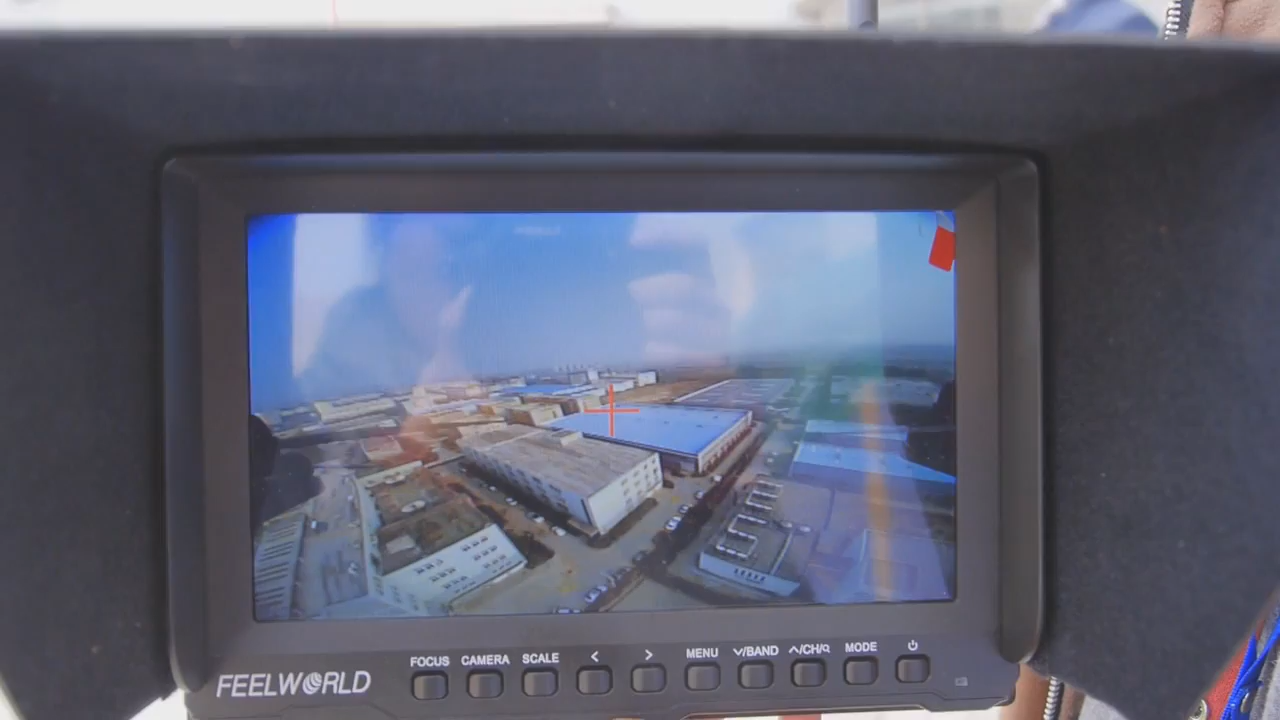 FOCUS CAMERA SCALE < > MENU ∨/BAND ∧/CH/Q MODE
FEELWORLD